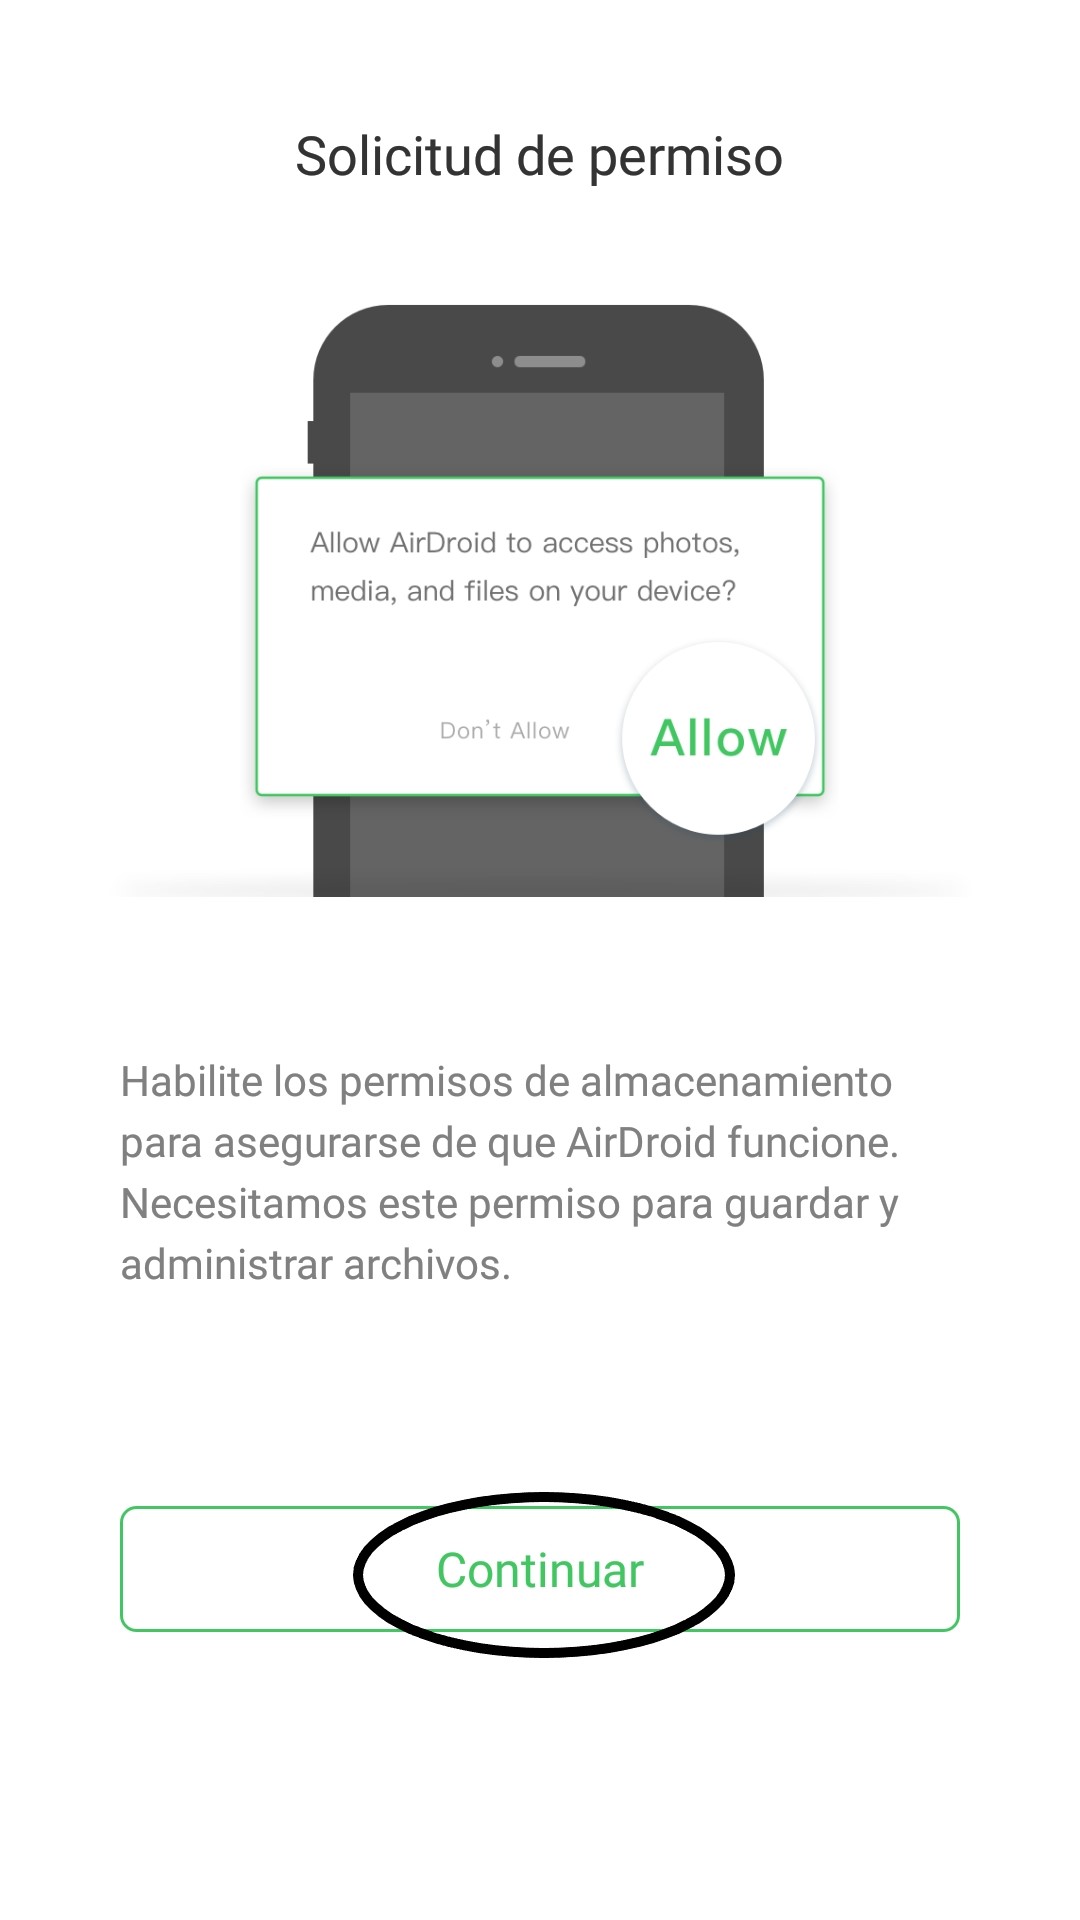 Solicitud de permiso
Allow AirDroid to access photos,
media, and files on your device?
Don't Allow
Allow
Habilite los permisos de almacenamiento
para asegurarse de que AirDroid funcione.
Necesitamos este permiso para guardar y
administrar archivos.
Continuar